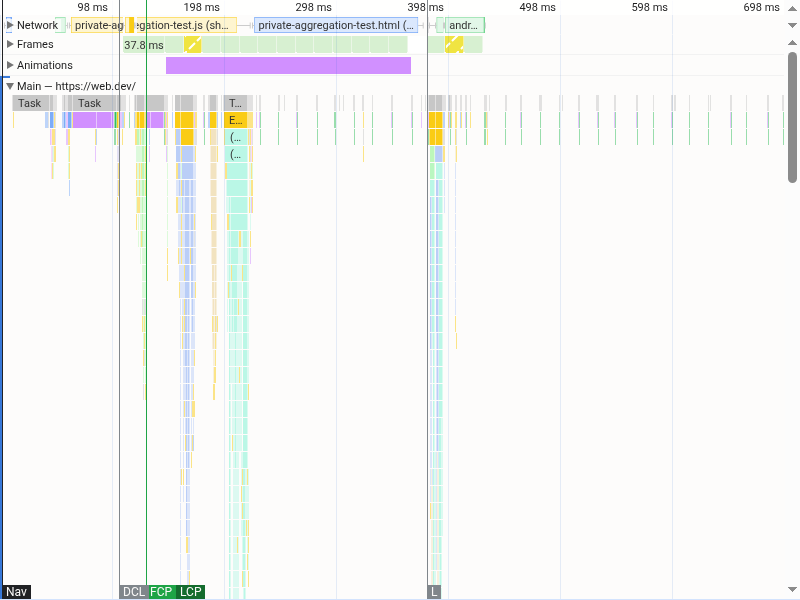 98 ms 198 ms 298 ms 398 ms 498 ms 598 ms 698 ms
Network private-ag egation-test.js (sh… private-aggregation-test.html (… andr…
Frames 37.8 ms
Animations
Main — https://web.dev/
Task Task T…
E…
(…
(…
Nav DCL FCP LCP L